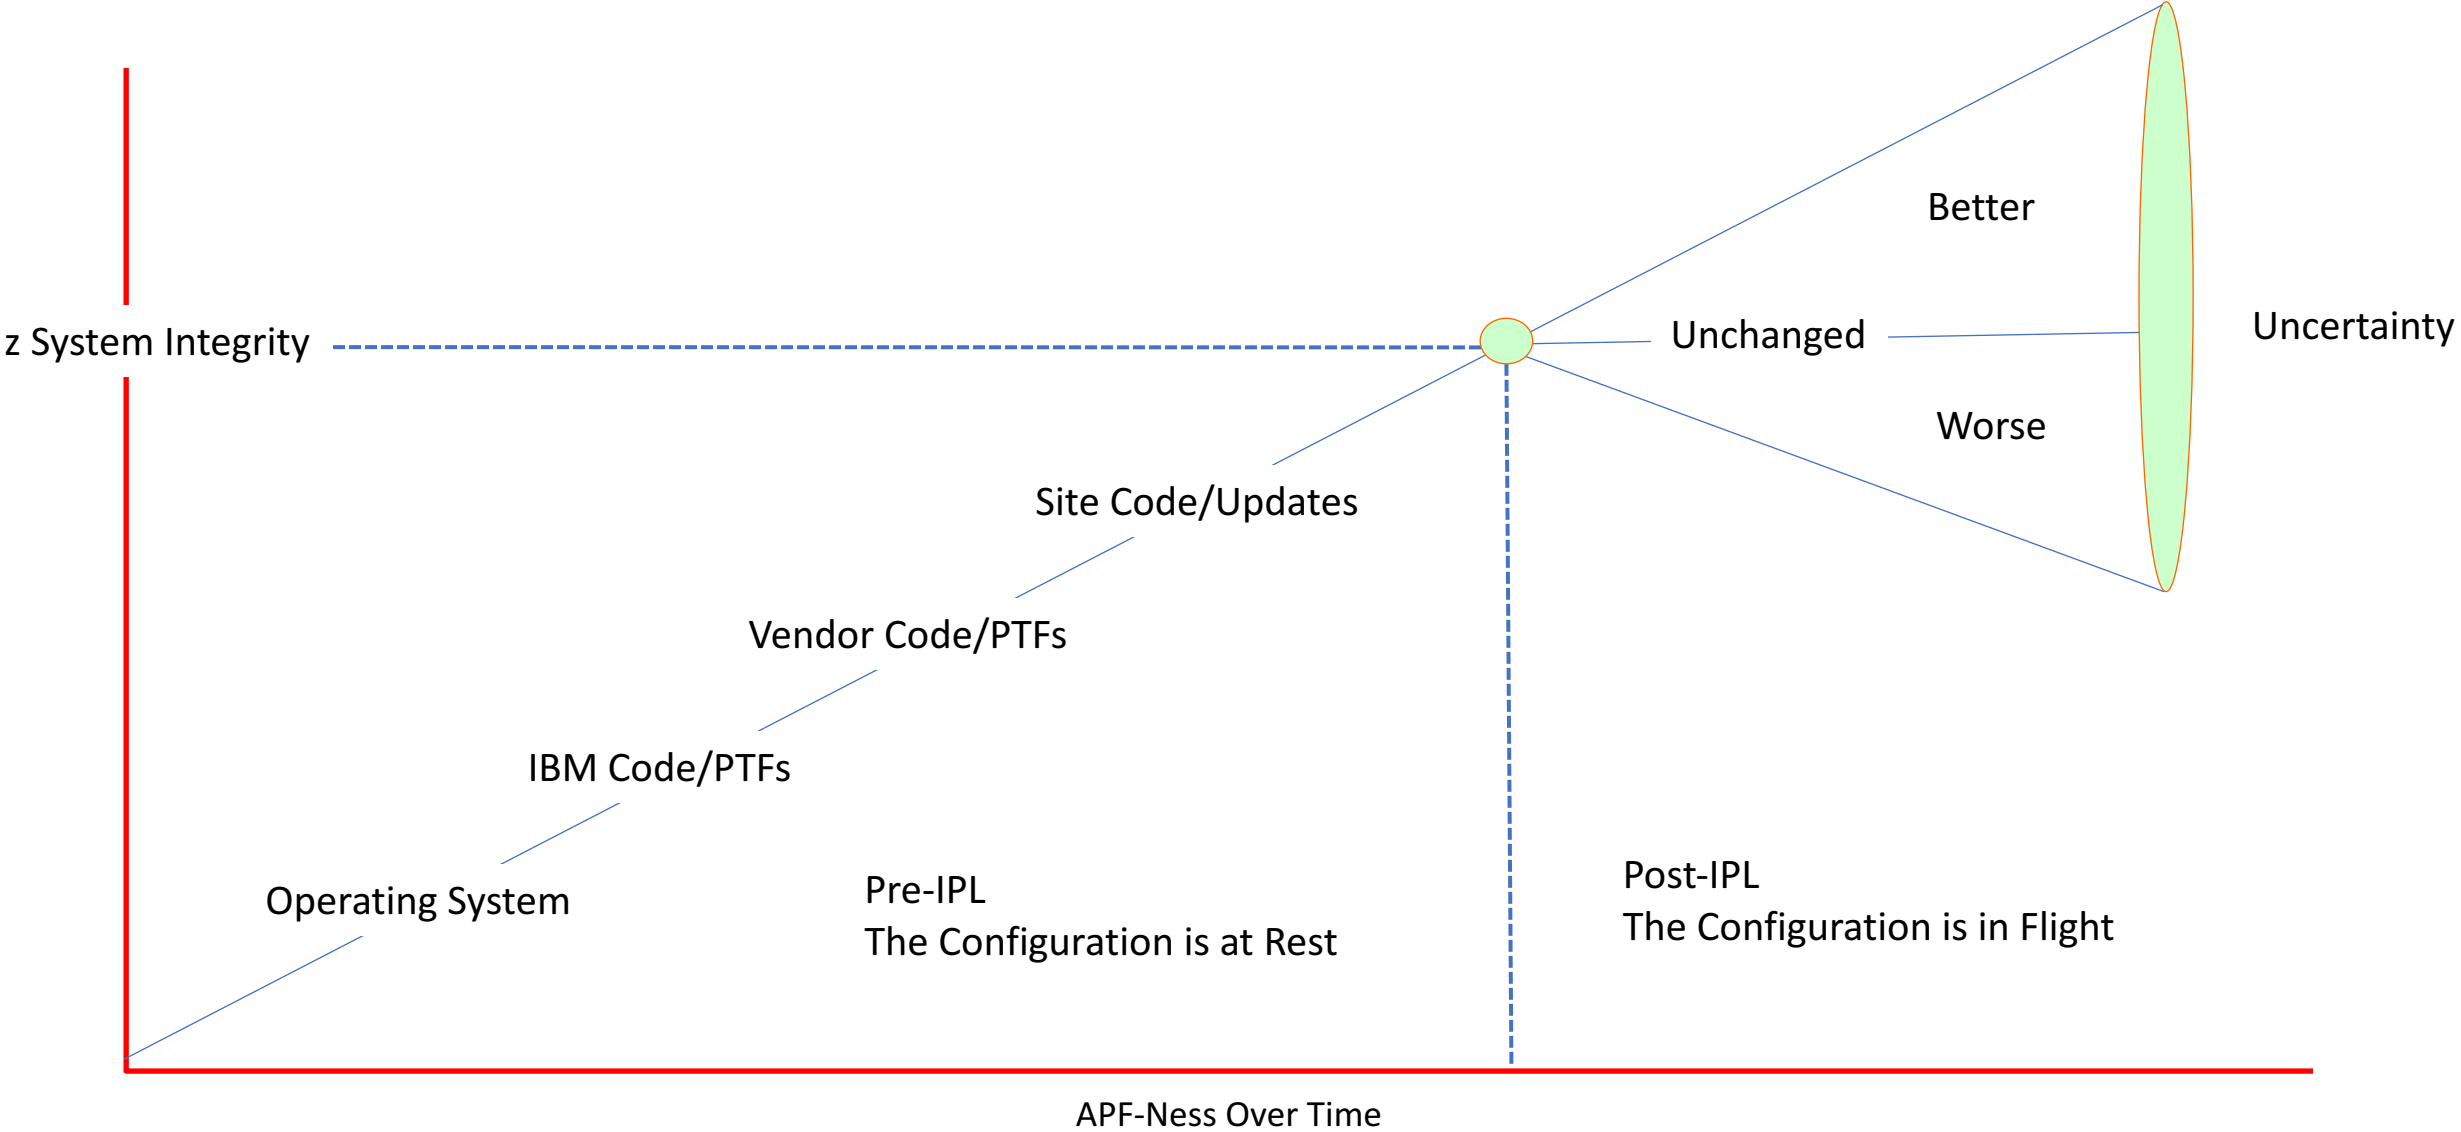 Better
z System Integrity
Unchanged
Uncertainty
Worse
Site Code/Updates
Vendor Code/PTFs
IBM Code/PTFs
Operating System
Pre-IPL
The Configuration is at Rest
Post-IPL
The Configuration is in Flight
APF-Ness Over Time